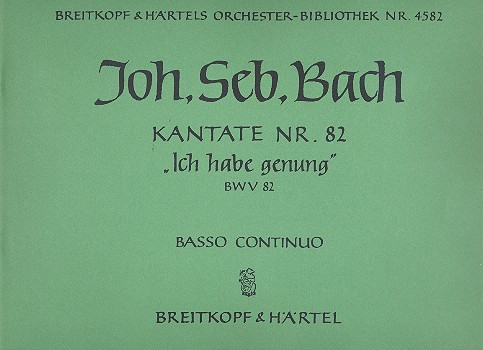 BREITKOPF & HÄRTELS ORCHESTER-BIBLIOTHEK NR. 4582
Joh. Seb. Bach
KANTATE NR. 82
„Ich habe genung"
BWV 82
BASSO CONTINUO
BREITKOPF & HÄRTEL